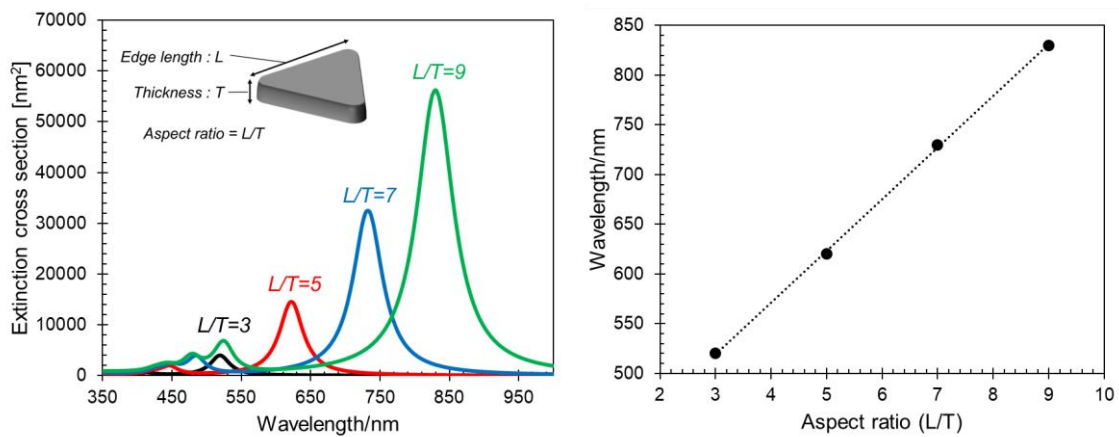 70000
60000
50000
40000
30000
20000
10000
0
Extinction cross section [nm²]
Edge length : L
Thickness : T
Aspect ratio = L/T
L/T=9
L/T=7
L/T=5
L/T=3
350 450 550 650 750 850 950
Wavelength/nm
850
800
750
700
650
600
550
500
Wavelength/nm
2 3 4 5 6 7 8 9 10
Aspect ratio (L/T)